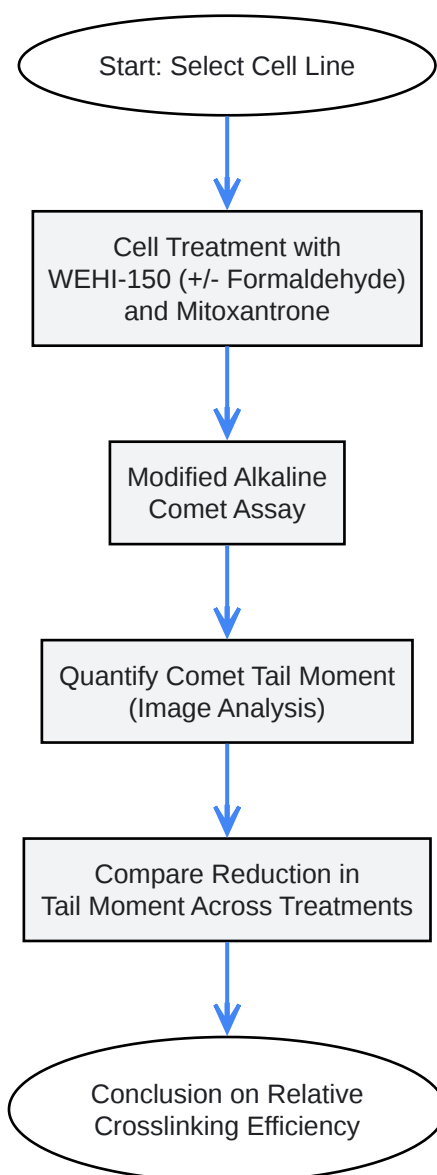 Start: Select Cell Line
Cell Treatment with
WEHI-150 (+/- Formaldehyde)
and Mitoxantrone
Modified Alkaline
Comet Assay
Quantify Comet Tail Moment
(Image Analysis)
Compare Reduction in
Tail Moment Across Treatments
Conclusion on Relative
Crosslinking Efficiency